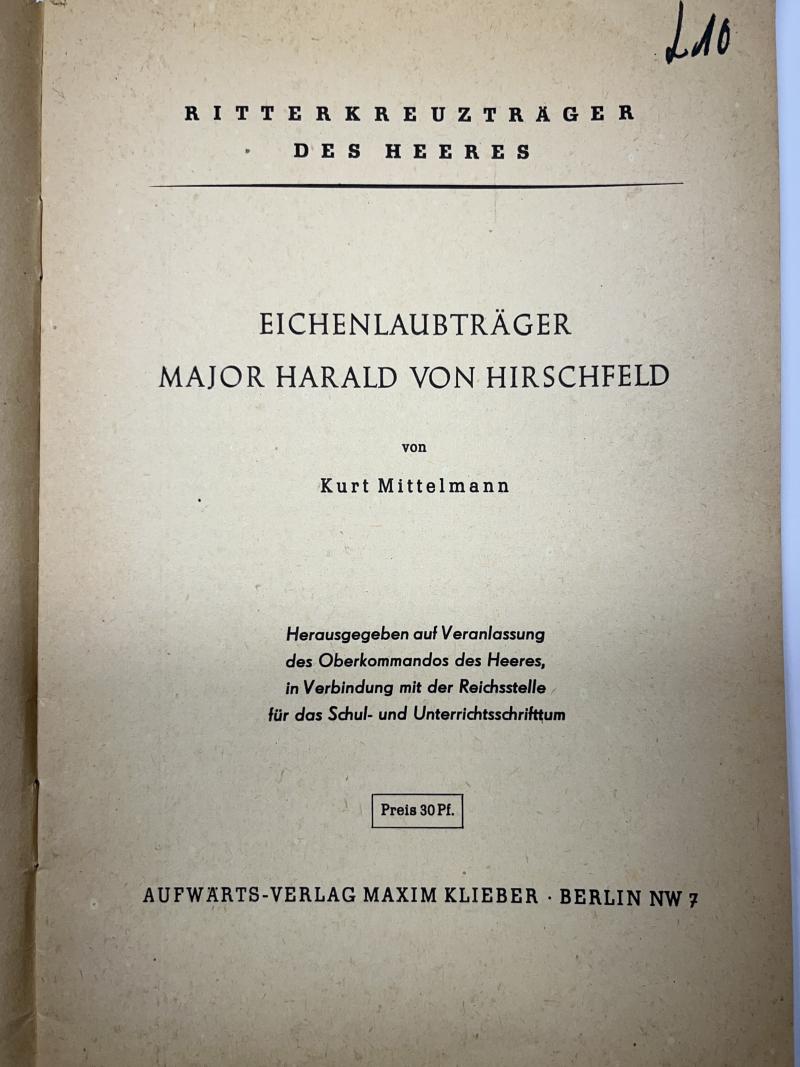 L10
RITTERKREUZTRÄGER
DES HEERES
EICHENLAUBTRÄGER
MAJOR HARALD VON HIRSCHFELD
von
Kurt Mittelmann
Herausgegeben auf Veranlassung
des Oberkommandos des Heeres,
in Verbindung mit der Reichsstelle
für das Schul- und Unterrichtsschrifttum
Preis 30 Pf.
AUFWÄRTS-VERLAG MAXIM KLIEBER · BERLIN NW 7